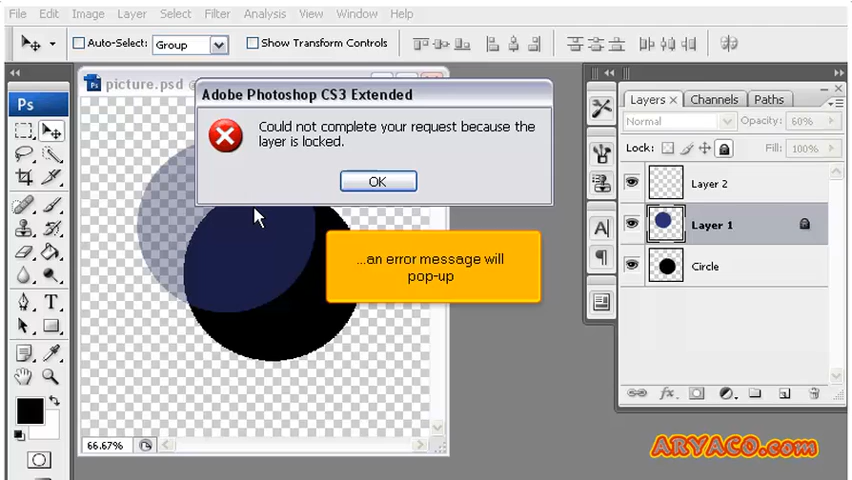 File Edit Image Layer Select Filter Analysis View Window Help
Auto-Select: Group Show Transform Controls
Ps picture.psd @
Adobe Photoshop CS3 Extended
Could not complete your request because the
layer is locked.
OK
...an error message will
pop-up
Ps
T
66.67%
Layers Channels Paths
Normal Opacity: 60%
Lock: Fill: 100%
Layer 2
Layer 1
Circle
A
fx
ARYACO.com